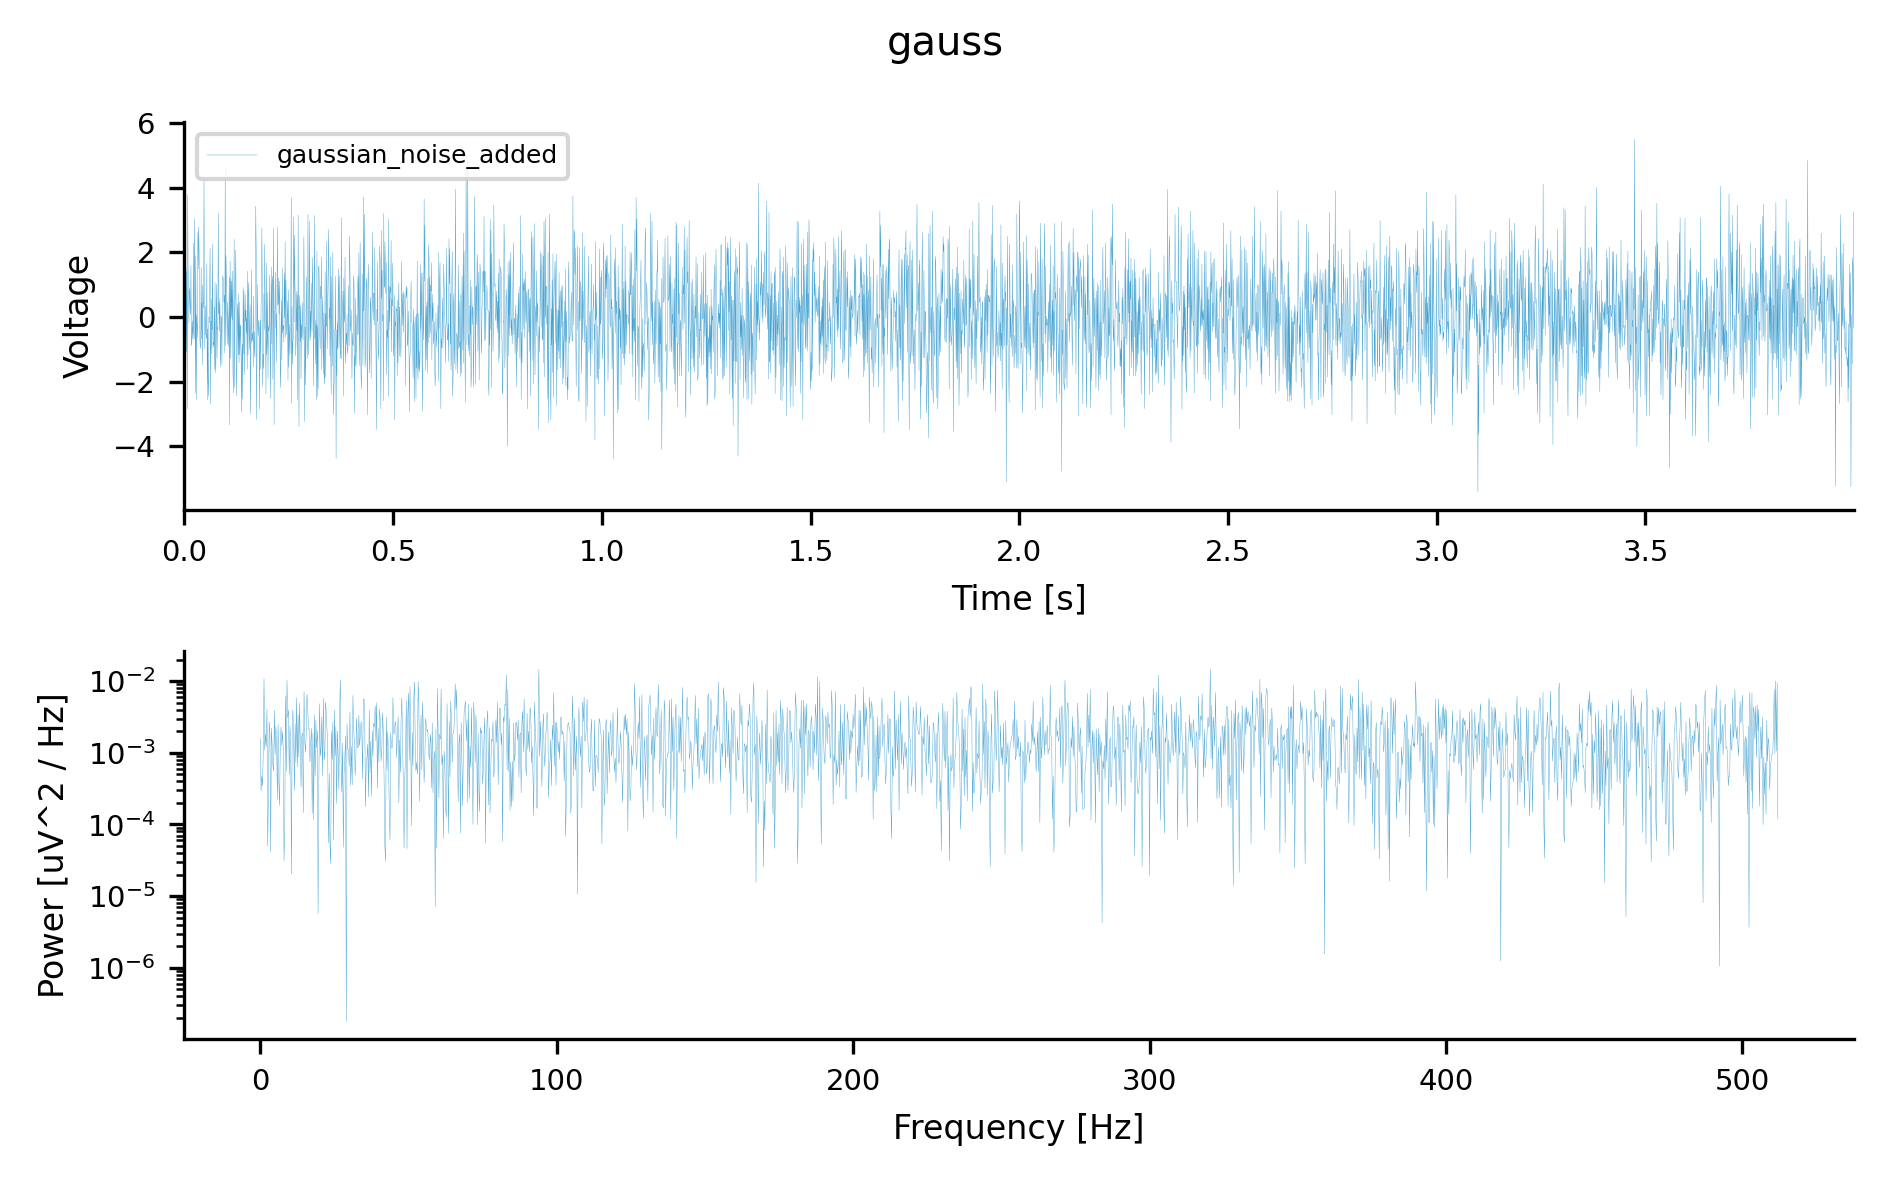 gauss
6
gaussian_noise_added
4
2
0
−2
−4
Voltage
0.0 0.5 1.0 1.5 2.0 2.5 3.0 3.5
Time [s]
10−2
10−3
10−4
10−5
10−6
Power [uV^2 / Hz]
0 100 200 300 400 500
Frequency [Hz]